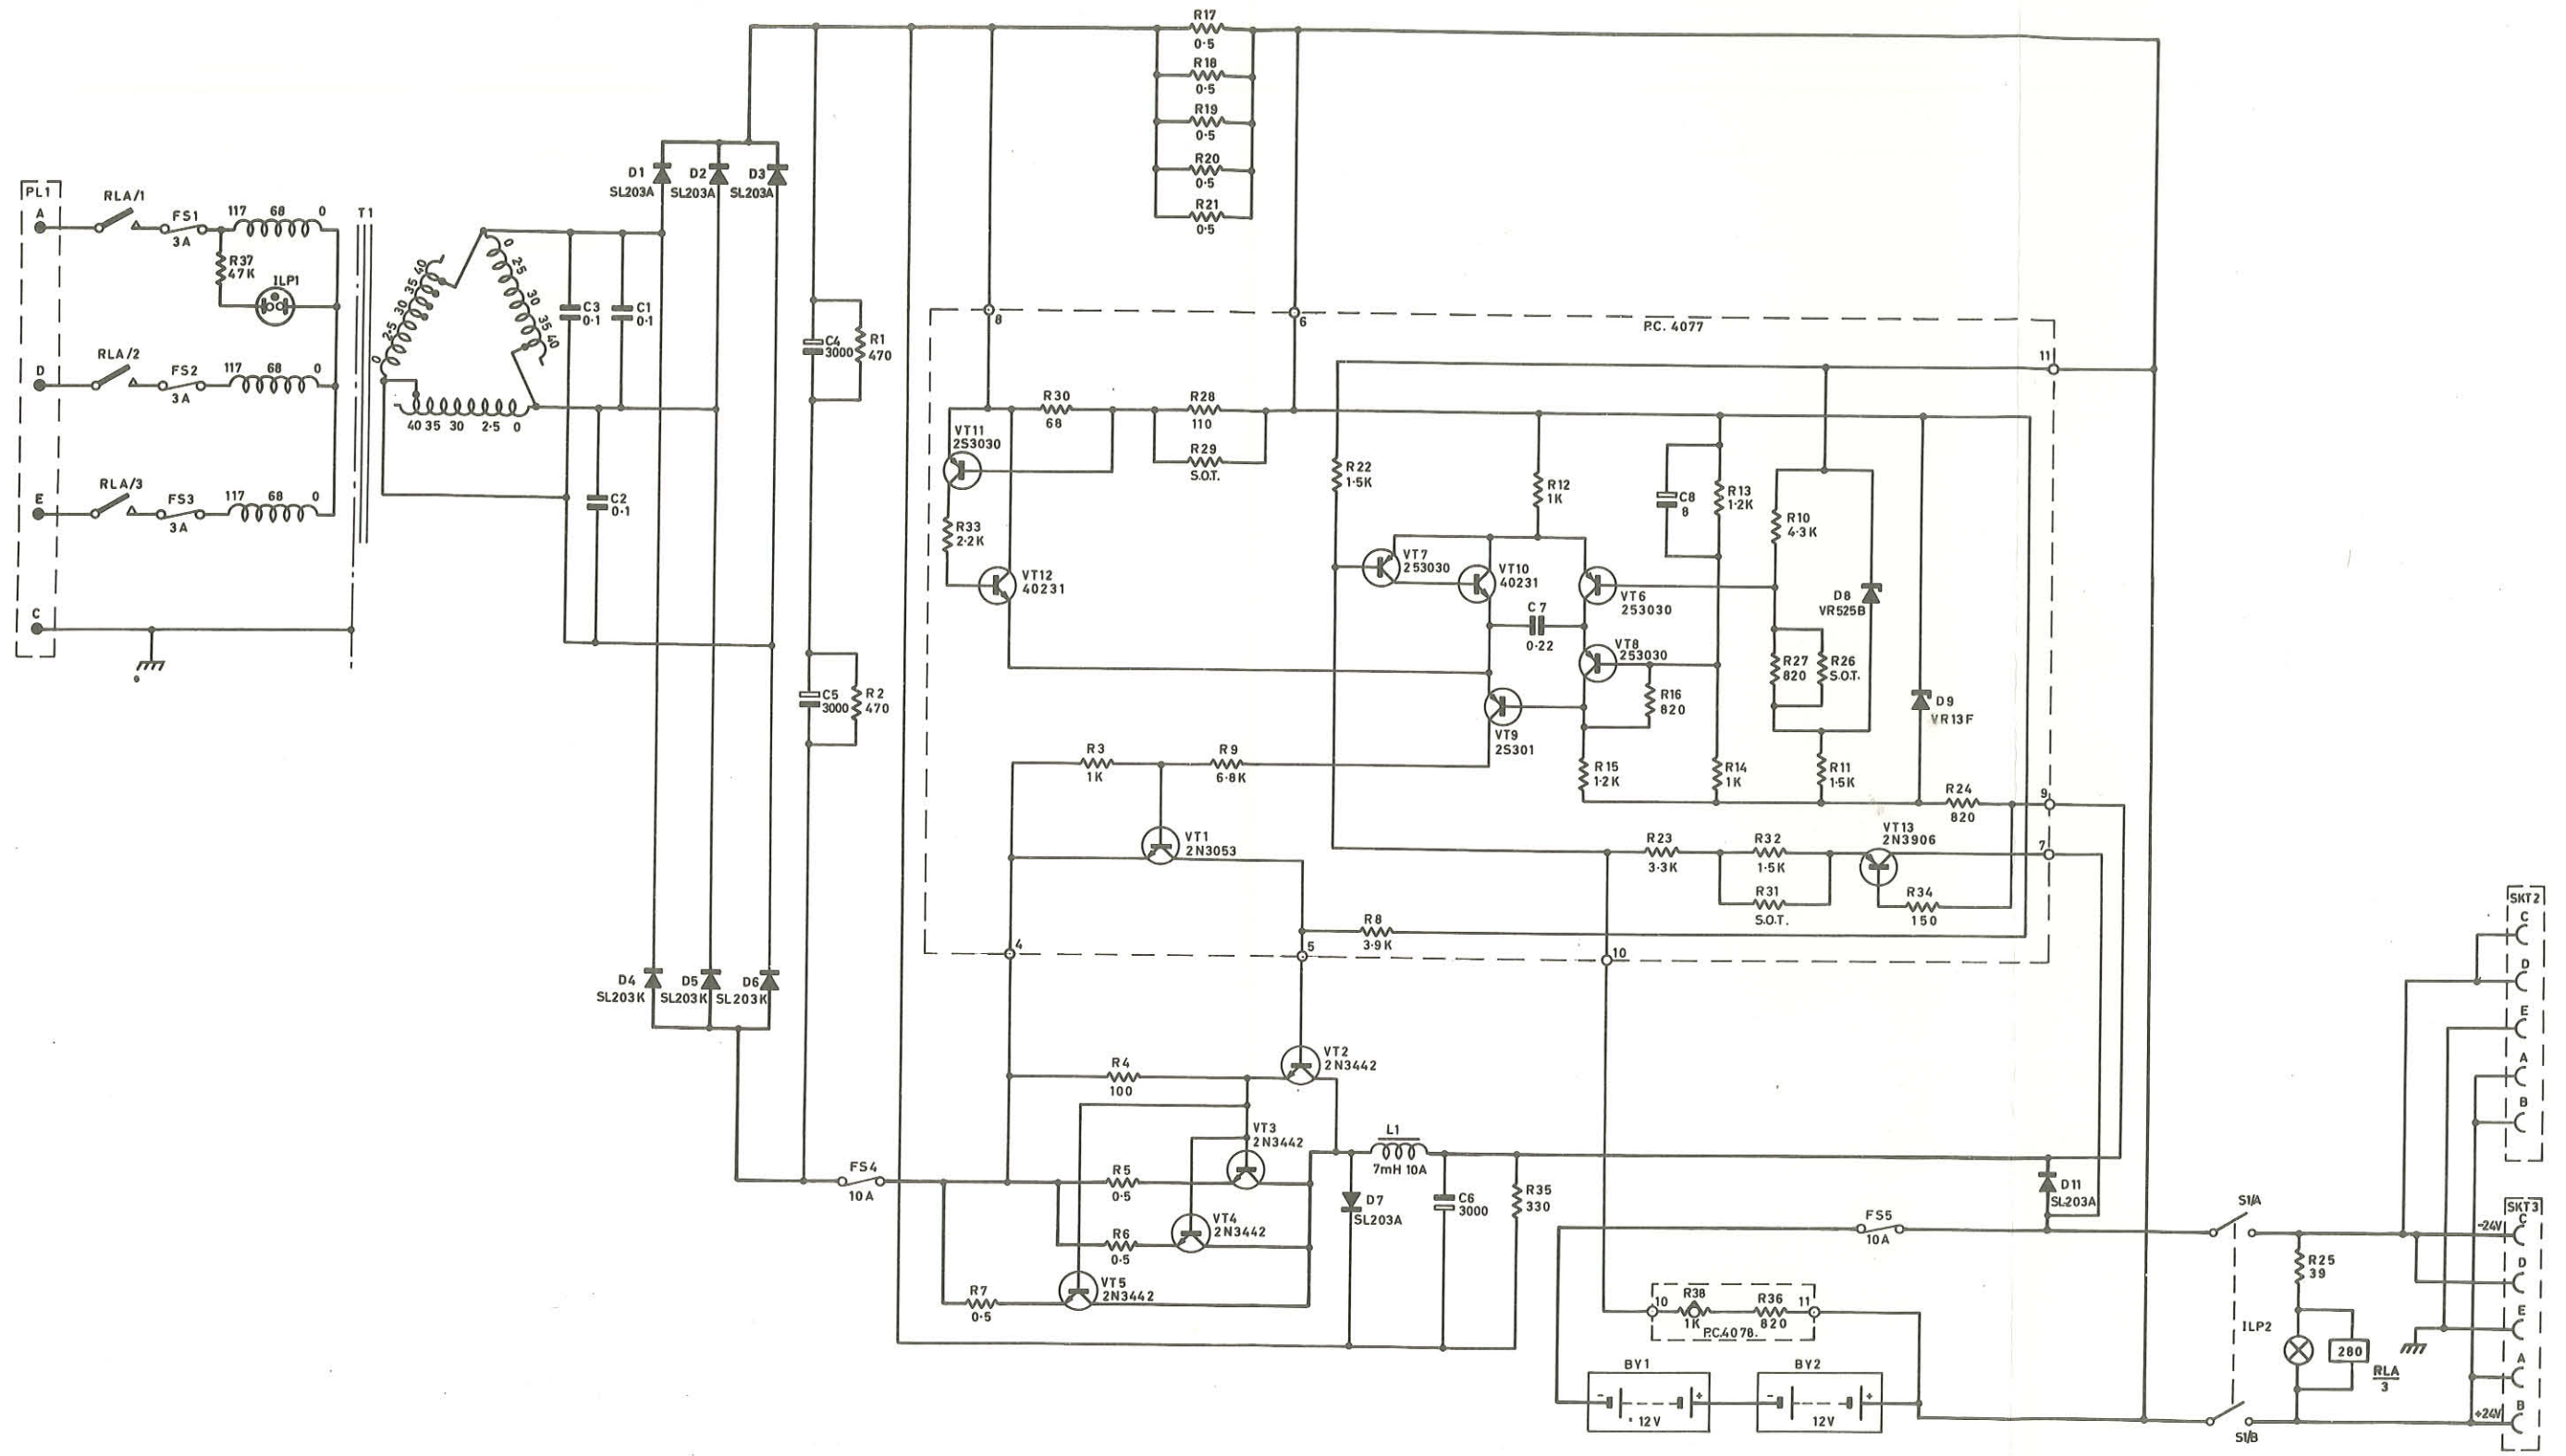 R17
0·5
R18
0·5
R19
0·5
R20
0·5
R21
0·5
PL1
A
RLA/1
FS1
3A
117 68 0
T1
R37
47K
ILP1
D
RLA/2
FS2
3A
117 68 0
E
RLA/3
FS3
3A
117 68 0
C
0 2·5 30 35 40
0 2·5 30 35 40
40 35 30 2·5 0
D1
SL203A
D2
SL203A
D3
SL203A
C3
0·1
C1
0·1
C2
0·1
C4
3000
R1
470
C5
3000
R2
470
D4
SL203K
D5
SL203K
D6
SL203K
8
6
P.C. 4077
11
R30
68
R28
110
R29
S.O.T.
VT11
2S3030
R33
2·2K
VT12
40231
R22
1·5K
R12
1K
C8
8
R13
1·2K
R10
4·3K
VT7
2S3030
VT10
40231
VT6
2S3030
D8
VR525B
C7
0·22
VT8
2S3030
R16
820
R27
820
R26
S.O.T.
D9
VR13F
VT9
2S301
R3
1K
R9
6·8K
R15
1·2K
R14
1K
R11
1·5K
R24
820
9
VT1
2N3053
R23
3·3K
R32
1·5K
R31
S.O.T.
VT13
2N3906
7
R34
150
R8
3·9K
4
5
10
R4
100
VT2
2N3442
VT3
2N3442
L1
7mH 10A
FS4
10A
R5
0·5
VT4
2N3442
R6
0·5
VT5
2N3442
R7
0·5
D7
SL203A
C6
3000
R35
330
D11
SL203A
FS5
10A
10
R38
1K
R36
820
11
P.C.4078.
BY1
- +
12V
BY2
- +
12V
S1/A
S1/B
R25
39
ILP2
280
RLA
3
SKT2
C
D
E
A
B
SKT3
-24V
C
D
E
A
+24V
B